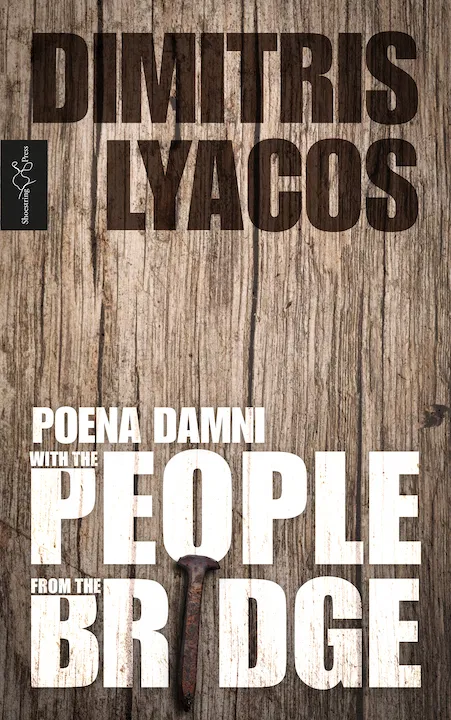 DIMITRIS
LYACOS
Shoestring
Press
POENA DAMNI
WITH THE
PEOPLE
FROM THE
BRIDGE